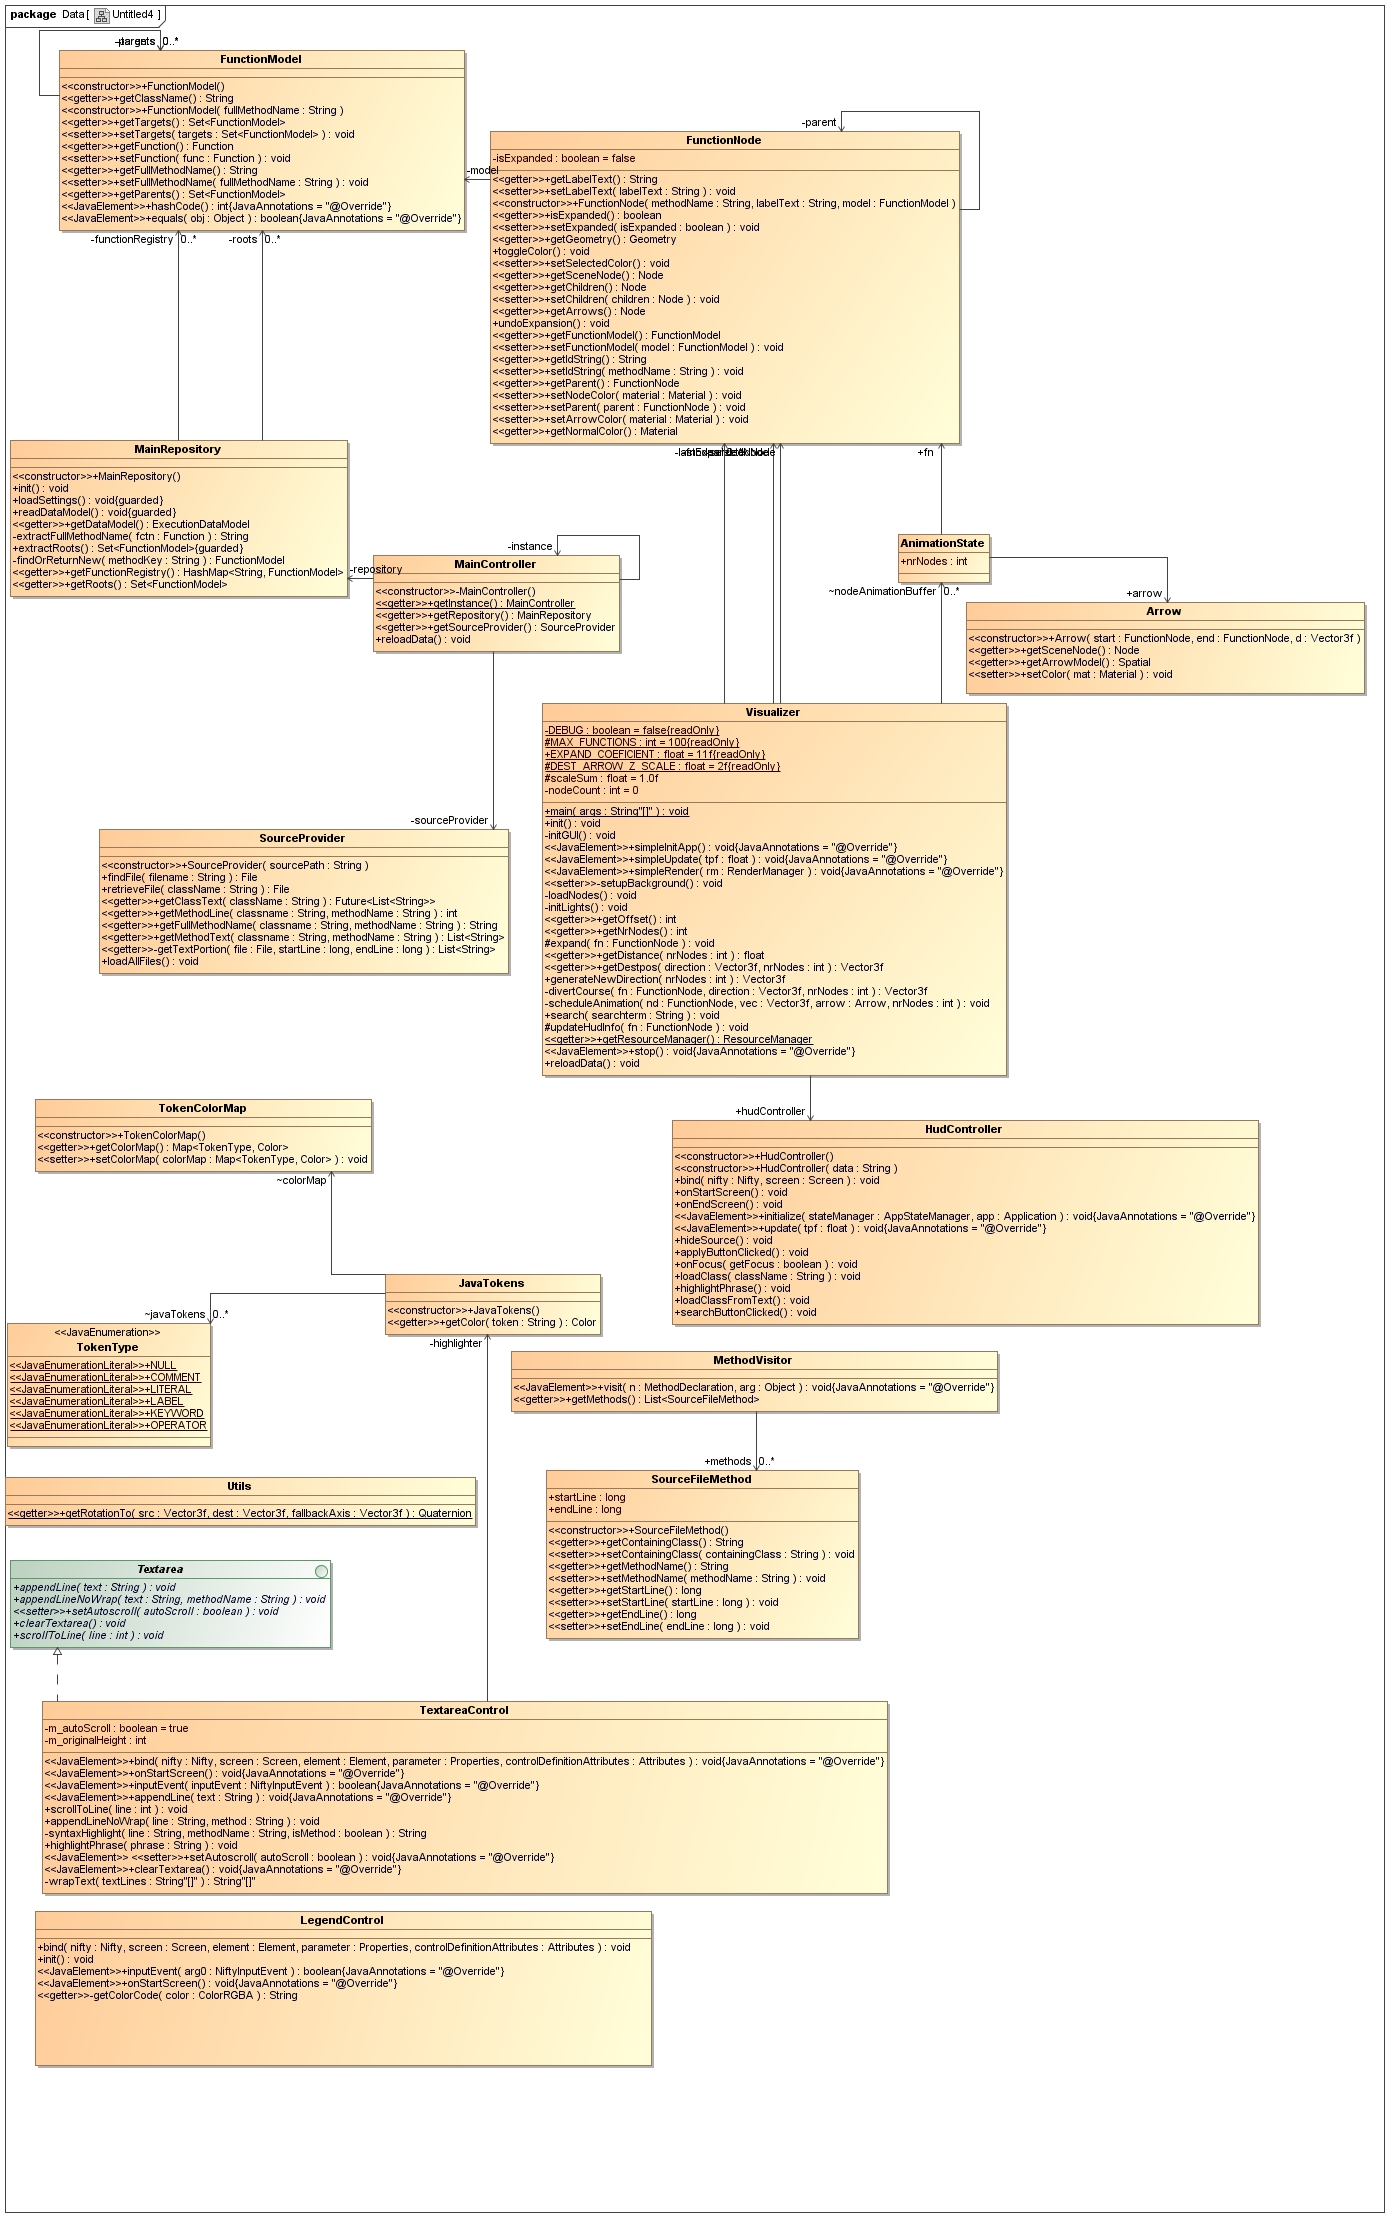 package Data [ Untitled4 ]
-parents 0..*
-targets
FunctionModel
<<constructor>>+FunctionModel()
<<getter>>+getClassName() : String
<<constructor>>+FunctionModel( fullMethodName : String )
<<getter>>+getTargets() : Set<FunctionModel>
<<setter>>+setTargets( targets : Set<FunctionModel> ) : void
<<getter>>+getFunction() : Function
<<setter>>+setFunction( func : Function ) : void
<<getter>>+getFullMethodName() : String
<<setter>>+setFullMethodName( fullMethodName : String ) : void
<<getter>>+getParents() : Set<FunctionModel>
<<JavaElement>>+hashCode() : int{JavaAnnotations = "@Override"}
<<JavaElement>>+equals( obj : Object ) : boolean{JavaAnnotations = "@Override"}
-functionRegistry 0..*
-roots 0..*
-model
-parent
FunctionNode
-isExpanded : boolean = false
<<getter>>+getLabelText() : String
<<setter>>+setLabelText( labelText : String ) : void
<<constructor>>+FunctionNode( methodName : String, labelText : String, model : FunctionModel )
<<getter>>+isExpanded() : boolean
<<setter>>+setExpanded( isExpanded : boolean ) : void
<<getter>>+getGeometry() : Geometry
+toggleColor() : void
<<setter>>+setSelectedColor() : void
<<getter>>+getSceneNode() : Node
<<getter>>+getChildren() : Node
<<setter>>+setChildren( children : Node ) : void
<<getter>>+getArrows() : Node
+undoExpansion() : void
<<getter>>+getFunctionModel() : FunctionModel
<<setter>>+setFunctionModel( model : FunctionModel ) : void
<<getter>>+getIdString() : String
<<setter>>+setIdString( methodName : String ) : void
<<getter>>+getParent() : FunctionNode
<<setter>>+setNodeColor( material : Material ) : void
<<setter>>+setParent( parent : FunctionNode ) : void
<<setter>>+setArrowColor( material : Material ) : void
<<getter>>+getNormalColor() : Material
+fn
MainRepository
<<constructor>>+MainRepository()
+init() : void
+loadSettings() : void{guarded}
+readDataModel() : void{guarded}
<<getter>>+getDataModel() : ExecutionDataModel
-extractFullMethodName( fctn : Function ) : String
+extractRoots() : Set<FunctionModel>{guarded}
-findOrReturnNew( methodKey : String ) : FunctionModel
<<getter>>+getFunctionRegistry() : HashMap<String, FunctionModel>
<<getter>>+getRoots() : Set<FunctionModel>
-repository
-instance
MainController
<<constructor>>-MainController()
<<getter>>+getInstance() : MainController
<<getter>>+getRepository() : MainRepository
<<getter>>+getSourceProvider() : SourceProvider
+reloadData() : void
AnimationState
+nrNodes : int
~nodeAnimationBuffer 0..*
+arrow
Arrow
<<constructor>>+Arrow( start : FunctionNode, end : FunctionNode, d : Vector3f )
<<getter>>+getSceneNode() : Node
<<getter>>+getArrowModel() : Spatial
<<setter>>+setColor( mat : Material ) : void
Visualizer
-DEBUG : boolean = false{readOnly}
#MAX_FUNCTIONS : int = 100{readOnly}
+EXPAND_COEFICIENT : float = 11f{readOnly}
#DEST_ARROW_Z_SCALE : float = 2f{readOnly}
#scaleSum : float = 1.0f
-nodeCount : int = 0
+main( args : String"[]" ) : void
+init() : void
-initGUI() : void
<<JavaElement>>+simpleInitApp() : void{JavaAnnotations = "@Override"}
<<JavaElement>>+simpleUpdate( tpf : float ) : void{JavaAnnotations = "@Override"}
<<JavaElement>>+simpleRender( rm : RenderManager ) : void{JavaAnnotations = "@Override"}
<<setter>>-setupBackground() : void
-loadNodes() : void
-initLights() : void
<<getter>>+getOffset() : int
<<getter>>+getNrNodes() : int
#expand( fn : FunctionNode ) : void
<<getter>>+getDistance( nrNodes : int ) : float
<<getter>>+getDestpos( direction : Vector3f, nrNodes : int ) : Vector3f
+generateNewDirection( nrNodes : int ) : Vector3f
-divertCourse( fn : FunctionNode, direction : Vector3f, nrNodes : int ) : Vector3f
-scheduleAnimation( nd : FunctionNode, vec : Vector3f, arrow : Arrow, nrNodes : int ) : void
+search( searchterm : String ) : void
#updateHudInfo( fn : FunctionNode ) : void
<<getter>>+getResourceManager() : ResourceManager
<<JavaElement>>+stop() : void{JavaAnnotations = "@Override"}
+reloadData() : void
-sourceProvider
SourceProvider
<<constructor>>+SourceProvider( sourcePath : String )
+findFile( filename : String ) : File
+retrieveFile( className : String ) : File
<<getter>>+getClassText( className : String ) : Future<List<String>>
<<getter>>+getMethodLine( classname : String, methodName : String ) : int
<<getter>>+getFullMethodName( classname : String, methodName : String ) : String
<<getter>>+getMethodText( classname : String, methodName : String ) : List<String>
<<getter>>-getTextPortion( file : File, startLine : long, endLine : long ) : List<String>
+loadAllFiles() : void
+hudController
HudController
<<constructor>>+HudController()
<<constructor>>+HudController( data : String )
+bind( nifty : Nifty, screen : Screen ) : void
+onStartScreen() : void
+onEndScreen() : void
<<JavaElement>>+initialize( stateManager : AppStateManager, app : Application ) : void{JavaAnnotations = "@Override"}
<<JavaElement>>+update( tpf : float ) : void{JavaAnnotations = "@Override"}
+hideSource() : void
+applyButtonClicked() : void
+onFocus( getFocus : boolean ) : void
+loadClass( className : String ) : void
+highlightPhrase() : void
+loadClassFromText() : void
+searchButtonClicked() : void
TokenColorMap
<<constructor>>+TokenColorMap()
<<getter>>+getColorMap() : Map<TokenType, Color>
<<setter>>+setColorMap( colorMap : Map<TokenType, Color> ) : void
~colorMap
JavaTokens
<<constructor>>+JavaTokens()
<<getter>>+getColor( token : String ) : Color
~javaTokens 0..*
-highlighter
<<JavaEnumeration>>
TokenType
<<JavaEnumerationLiteral>>+NULL
<<JavaEnumerationLiteral>>+COMMENT
<<JavaEnumerationLiteral>>+LITERAL
<<JavaEnumerationLiteral>>+LABEL
<<JavaEnumerationLiteral>>+KEYWORD
<<JavaEnumerationLiteral>>+OPERATOR
MethodVisitor
<<JavaElement>>+visit( n : MethodDeclaration, arg : Object ) : void{JavaAnnotations = "@Override"}
<<getter>>+getMethods() : List<SourceFileMethod>
+methods 0..*
SourceFileMethod
+startLine : long
+endLine : long
<<constructor>>+SourceFileMethod()
<<getter>>+getContainingClass() : String
<<setter>>+setContainingClass( containingClass : String ) : void
<<getter>>+getMethodName() : String
<<setter>>+setMethodName( methodName : String ) : void
<<getter>>+getStartLine() : long
<<setter>>+setStartLine( startLine : long ) : void
<<getter>>+getEndLine() : long
<<setter>>+setEndLine( endLine : long ) : void
Utils
<<getter>>+getRotationTo( src : Vector3f, dest : Vector3f, fallbackAxis : Vector3f ) : Quaternion
Textarea
+appendLine( text : String ) : void
+appendLineNoWrap( text : String, methodName : String ) : void
<<setter>>+setAutoscroll( autoScroll : boolean ) : void
+clearTextarea() : void
+scrollToLine( line : int ) : void
TextareaControl
-m_autoScroll : boolean = true
-m_originalHeight : int
<<JavaElement>>+bind( nifty : Nifty, screen : Screen, element : Element, parameter : Properties, controlDefinitionAttributes : Attributes ) : void{JavaAnnotations = "@Override"}
<<JavaElement>>+onStartScreen() : void{JavaAnnotations = "@Override"}
<<JavaElement>>+inputEvent( inputEvent : NiftyInputEvent ) : boolean{JavaAnnotations = "@Override"}
<<JavaElement>>+appendLine( text : String ) : void{JavaAnnotations = "@Override"}
+scrollToLine( line : int ) : void
+appendLineNoWrap( line : String, method : String ) : void
-syntaxHighlight( line : String, methodName : String, isMethod : boolean ) : String
+highlightPhrase( phrase : String ) : void
<<JavaElement>> <<setter>>+setAutoscroll( autoScroll : boolean ) : void{JavaAnnotations = "@Override"}
<<JavaElement>>+clearTextarea() : void{JavaAnnotations = "@Override"}
-wrapText( textLines : String"[]" ) : String"[]"
LegendControl
+bind( nifty : Nifty, screen : Screen, element : Element, parameter : Properties, controlDefinitionAttributes : Attributes ) : void
+init() : void
<<JavaElement>>+inputEvent( arg0 : NiftyInputEvent ) : boolean{JavaAnnotations = "@Override"}
<<JavaElement>>+onStartScreen() : void{JavaAnnotations = "@Override"}
<<getter>>-getColorCode( color : ColorRGBA ) : String